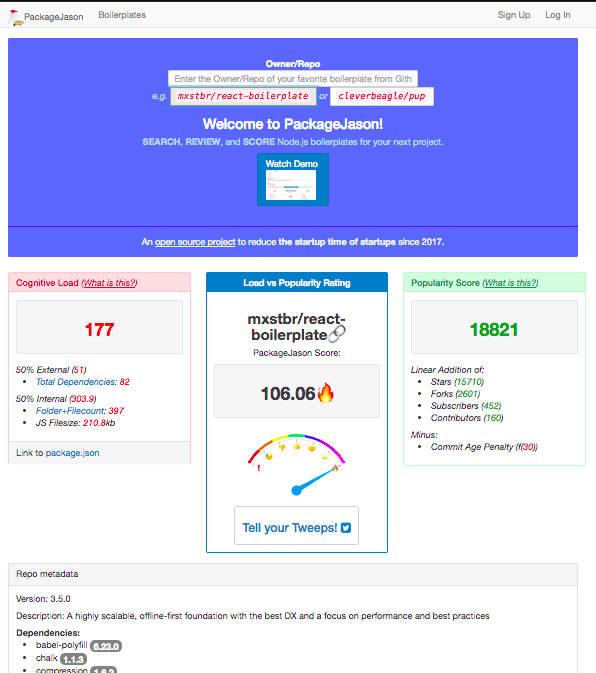 PackageJason Boilerplates Sign Up Log In
Owner/Repo
Enter the Owner/Repo of your favorite boilerplate from Gith
e.g. mxstbr/react-boilerplate or cleverbeagle/pup
Welcome to PackageJason!
SEARCH, REVIEW, and SCORE Node.js boilerplates for your next project.
Watch Demo
An open source project to reduce the startup time of startups since 2017.
Cognitive Load (What is this?)
177
50% External (51)
Total Dependencies: 82
50% Internal (303.9)
Folder+Filecount: 397
JS Filesize: 210.8kb
Link to package.json
Load vs Popularity Rating
mxstbr/react-
boilerplate
PackageJason Score:
106.06
Tell your Tweeps!
Popularity Score (What is this?)
18821
Linear Addition of:
Stars (15710)
Forks (2601)
Subscribers (452)
Contributors (160)
Minus:
Commit Age Penalty (f(30))
Repo metadata
Version: 3.5.0
Description: A highly scalable, offline-first foundation with the best DX and a focus on performance and best practices
Dependencies:
babel-polyfill 6.23.0
chalk 1.1.3
compression 1.6.2